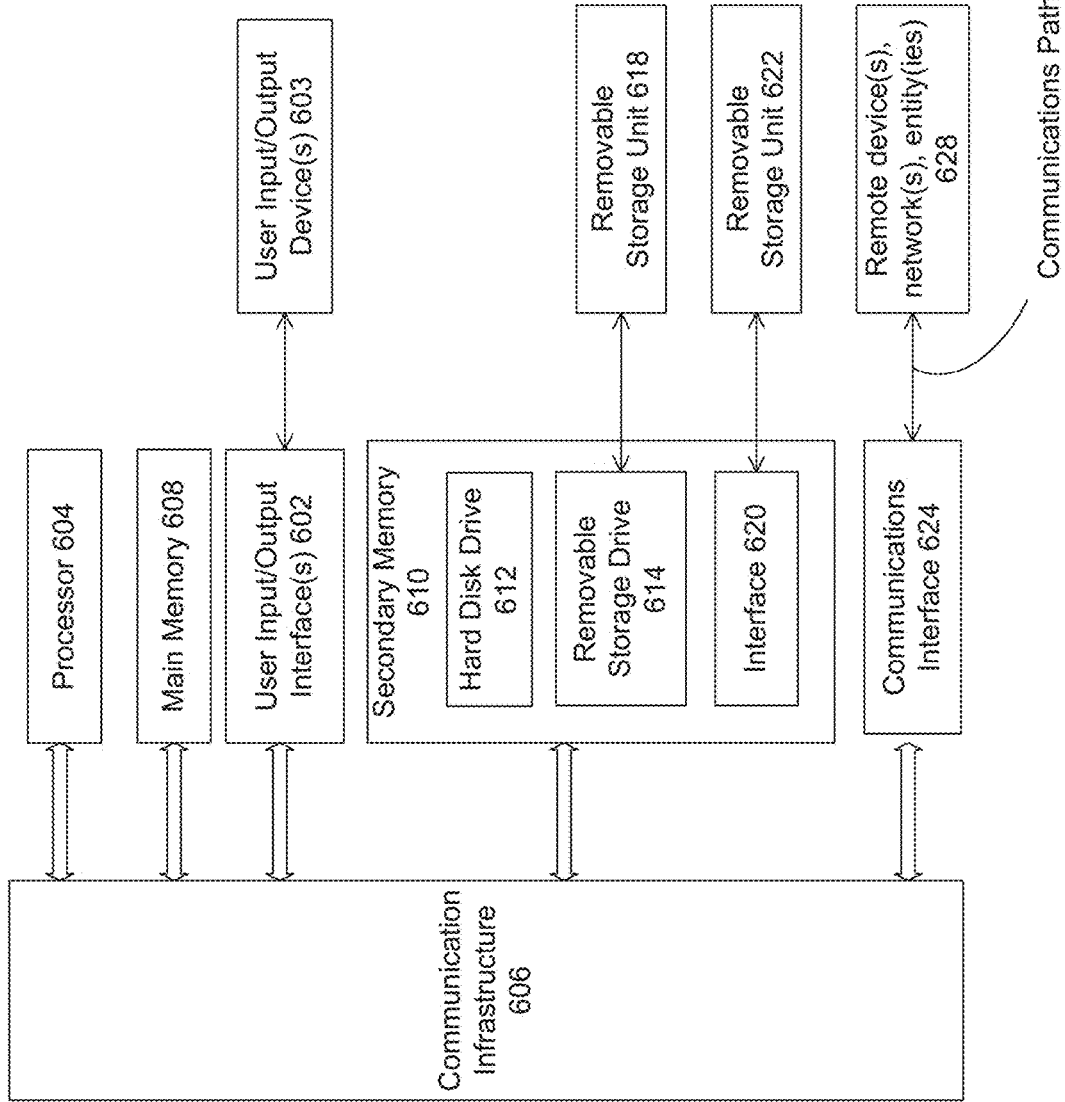 Processor 604
Main Memory 608
User Input/Output
Interface(s) 602
User Input/Output
Device(s) 603
Communication
Infrastructure
606
Secondary Memory
610
Hard Disk Drive
612
Removable
Storage Drive
614
Removable
Storage Unit 618
Interface 620
Removable
Storage Unit 622
Communications
Interface 624
Remote device(s),
network(s), entity(ies)
628
Communications Path